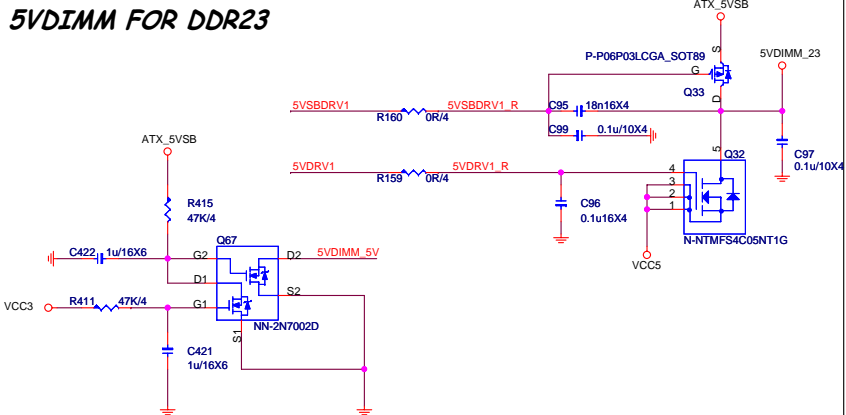 5VDIMM FOR DDR23
ATX_5VSB
P-P06P03LCGA_SOT89
5VDIMM_23
S
G
Q33
D
5VSBDRV1
R160
0R/4
5VSBDRV1_R
C95
18n16X4
C99
0.1u/10X4
ATX_5VSB
5VDRV1
R159
0R/4
5VDRV1_R
5
Q32
C97
0.1u/10X4
4
3
2
1
C96
0.1u16X4
N-NTMFS4C05NT1G
VCC5
R415
47K/4
Q67
C422
1u/16X6
G2
D2
5VDIMM_5V
D1
S2
VCC3
R411
47K/4
G1
NN-2N7002D
S1
C421
1u/16X6